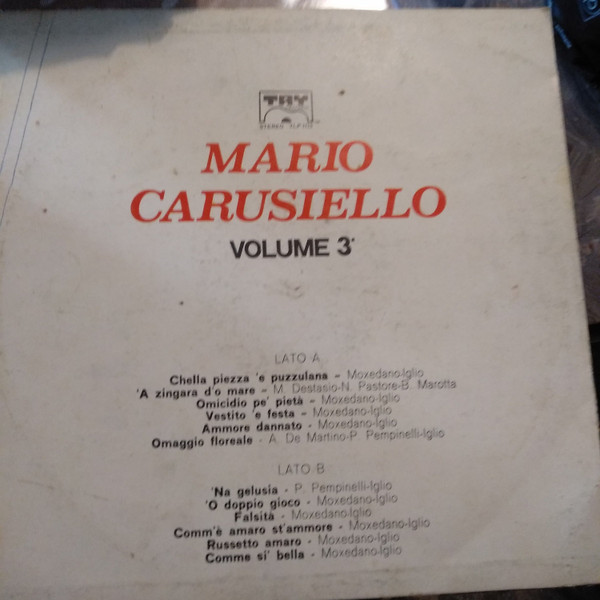 TRY
STEREO
MARIO
CARUSIELLO
VOLUME 3°
LATO A
Chella piezza 'e puzzulana - Moxedano-Iglio
'A zingara d'o mare - M. Destasio-N. Pastore-B. Marotta
Omicidio pe' pietà - Moxedano-Iglio
Vestito 'e festa - Moxedano-Iglio
Ammore dannato - Moxedano-Iglio
Omaggio floreale - A. De Martino-P. Pempinelli-Iglio
LATO B
'Na gelusia - P. Pempinelli-Iglio
'O doppio gioco - Moxedano-Iglio
Falsità - Moxedano-Iglio
Comm'è amaro st'ammore - Moxedano-Iglio
Russetto amaro - Moxedano-Iglio
Comme si' bella - Moxedano-Iglio